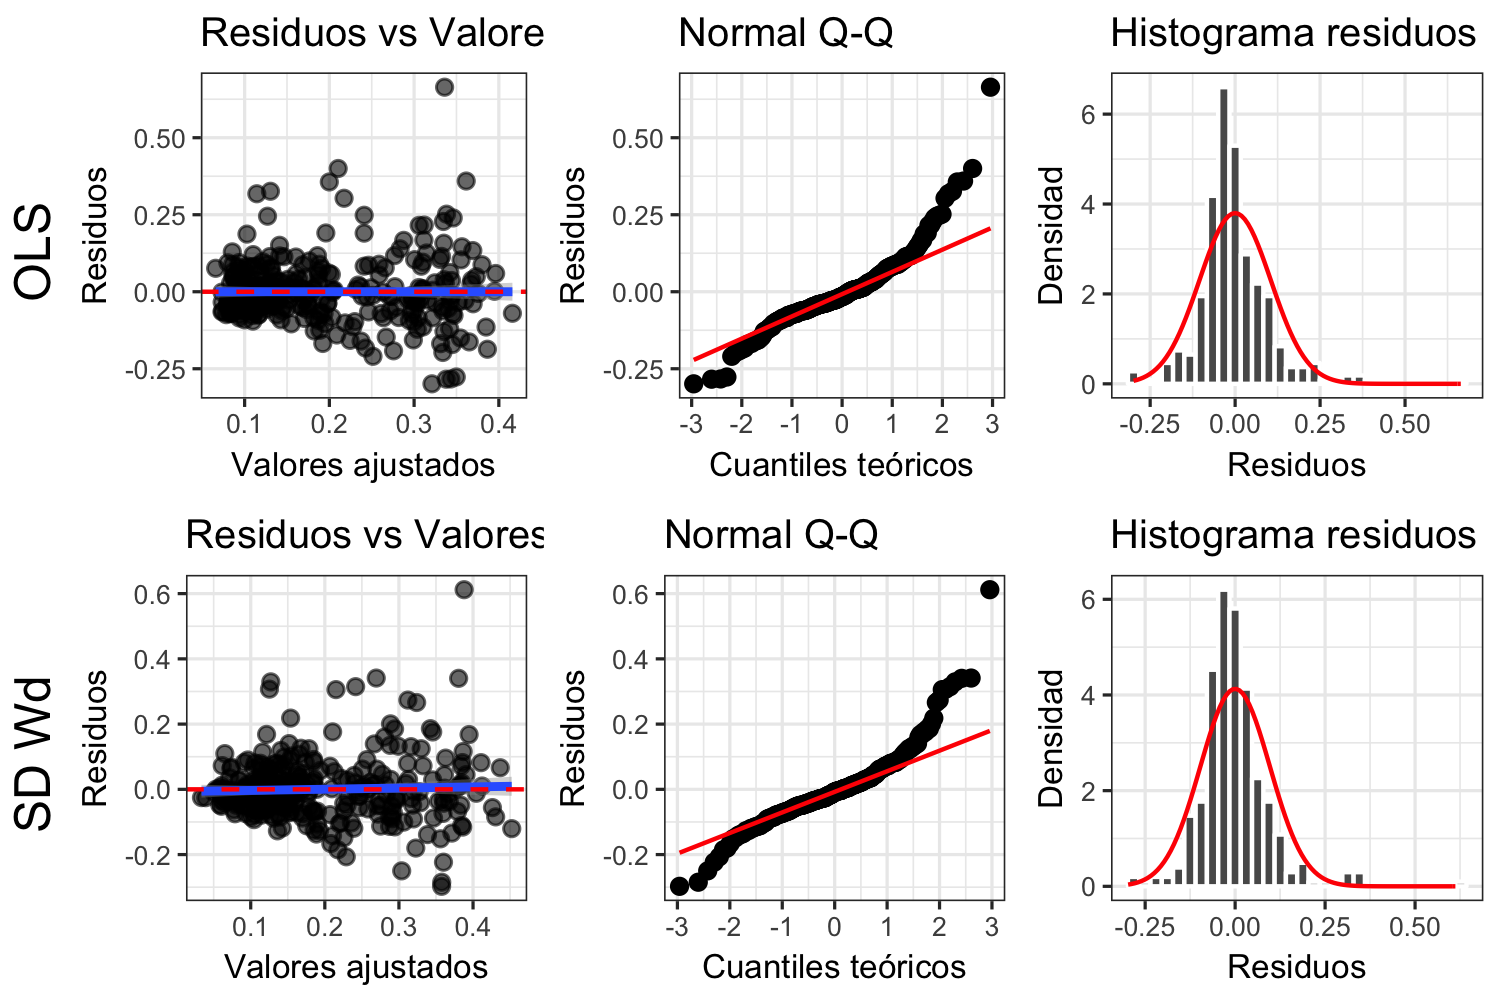 Residuos vs Valore
Normal Q-Q
Histograma residuos
OLS
Residuos
0.50
0.25
0.00
-0.25
0.1 0.2 0.3 0.4
Valores ajustados
Residuos
0.50
0.25
0.00
-0.25
-3 -2 -1 0 1 2 3
Cuantiles teóricos
Densidad
6
4
2
0
-0.25 0.00 0.25 0.50
Residuos
Residuos vs Valores
Normal Q-Q
Histograma residuos
SD Wd
Residuos
0.6
0.4
0.2
0.0
-0.2
0.1 0.2 0.3 0.4
Valores ajustados
Residuos
0.6
0.4
0.2
0.0
-0.2
-3 -2 -1 0 1 2 3
Cuantiles teóricos
Densidad
6
4
2
0
-0.25 0.00 0.25 0.50
Residuos